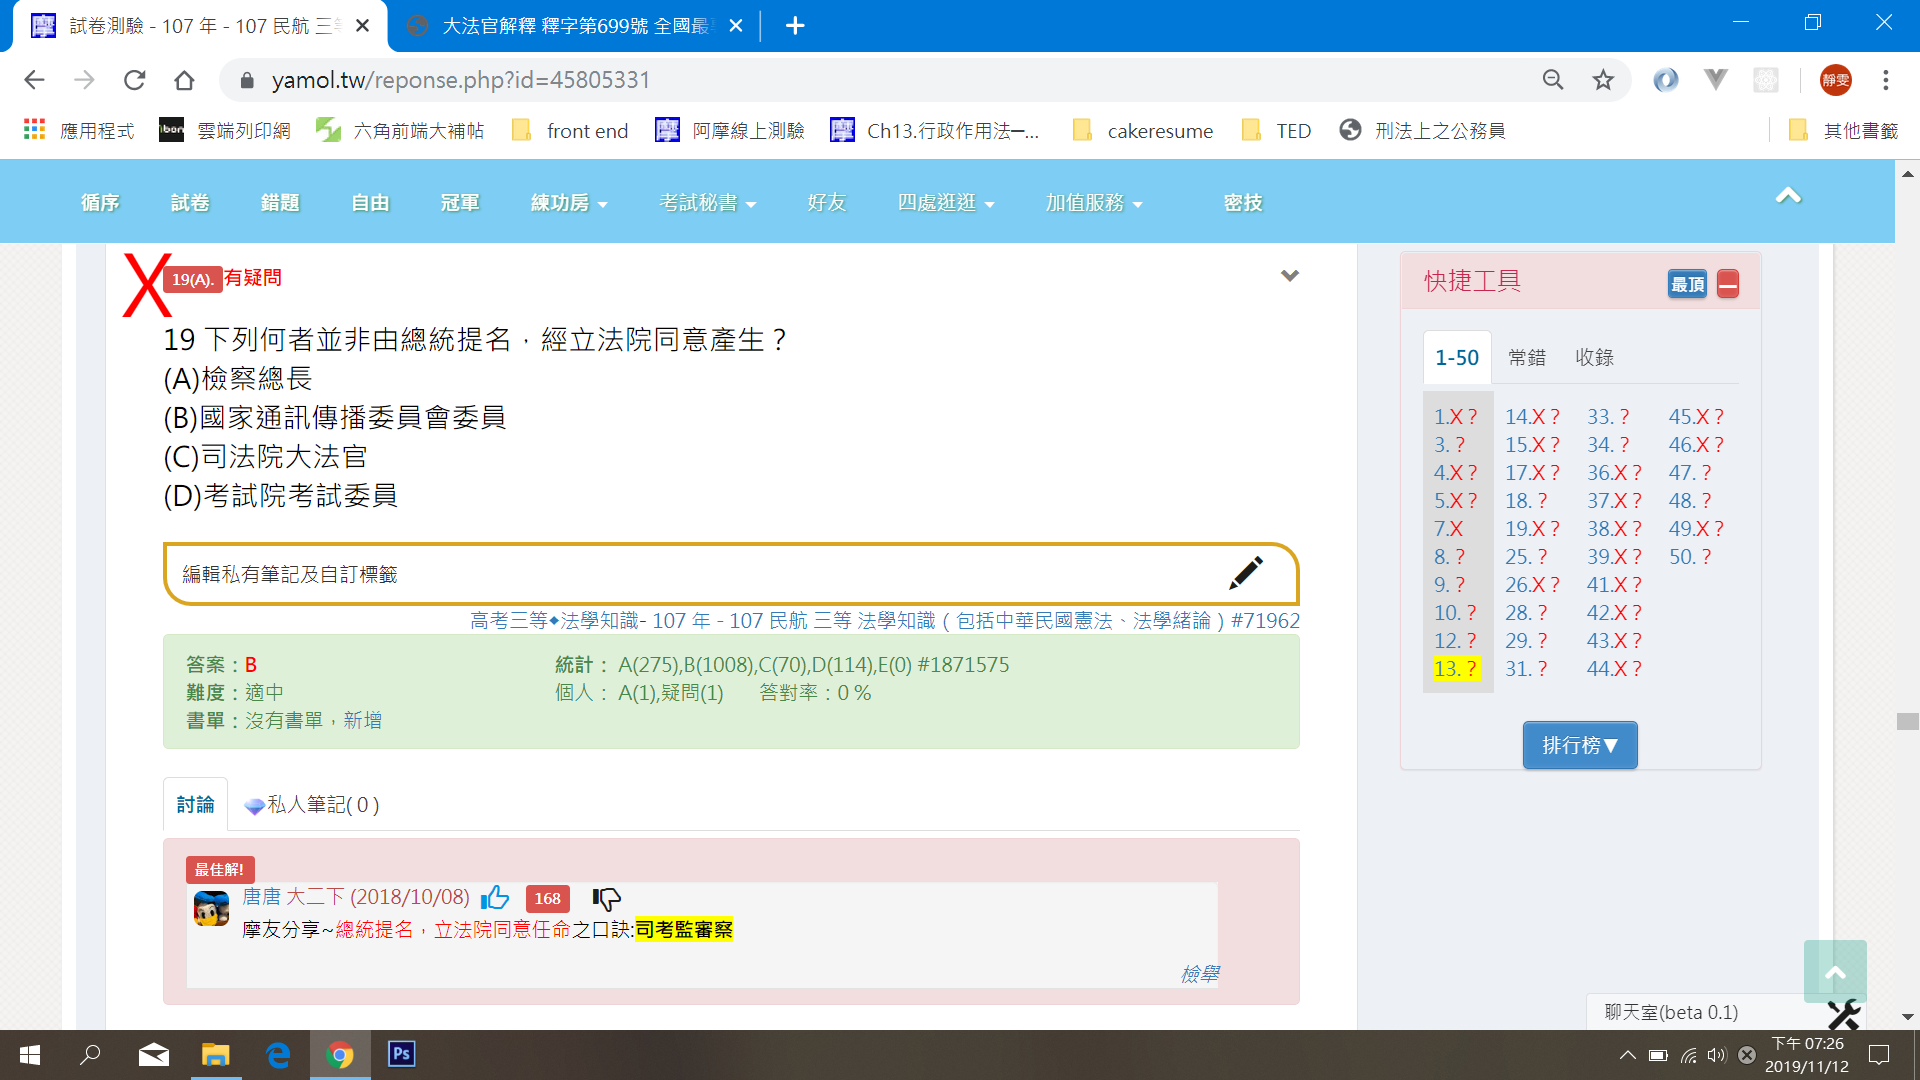 試卷測驗 - 107 年 - 107 民航 三
大法官解釋 釋字第699號 全國最
yamol.tw/reponse.php?id=45805331
靜雯
應用程式
ibon
雲端列印網
六角前端大補帖
front end
摩
阿摩線上測驗
摩
Ch13.行政作用法─...
cakeresume
TED
刑法上之公務員
其他書籤
循序
試卷
錯題
自由
冠軍
練功房
考試秘書
好友
四處逛逛
加值服務
密技
X
19(A).
有疑問
19 下列何者並非由總統提名，經立法院同意產生？
(A)檢察總長
(B)國家通訊傳播委員會委員
(C)司法院大法官
(D)考試院考試委員
編輯私有筆記及自訂標籤
高考三等◆法學知識- 107 年 - 107 民航 三等 法學知識（包括中華民國憲法、法學緒論）#71962
答案：B
統計： A(275),B(1008),C(70),D(114),E(0) #1871575
難度：適中
個人： A(1),疑問(1) 答對率：0 %
書單：沒有書單，新增
討論
私人筆記( 0 )
最佳解!
唐唐 大二下 (2018/10/08)
168
摩友分享~總統提名，立法院同意任命之口訣:司考監審察
檢舉
快捷工具
最頂
1-50
常錯
收錄
1.X ? 14.X ? 33. ? 45.X ?
3. ? 15.X ? 34. ? 46.X ?
4.X ? 17.X ? 36.X ? 47. ?
5.X ? 18. ? 37.X ? 48. ?
7.X 19.X ? 38.X ? 49.X ?
8. ? 25. ? 39.X ? 50. ?
9. ? 26.X ? 41.X ?
10. ? 28. ? 42.X ?
12. ? 29. ? 43.X ?
13. ? 31. ? 44.X ?
排行榜▼
聊天室(beta 0.1)
Ps
下午 07:26
2019/11/12